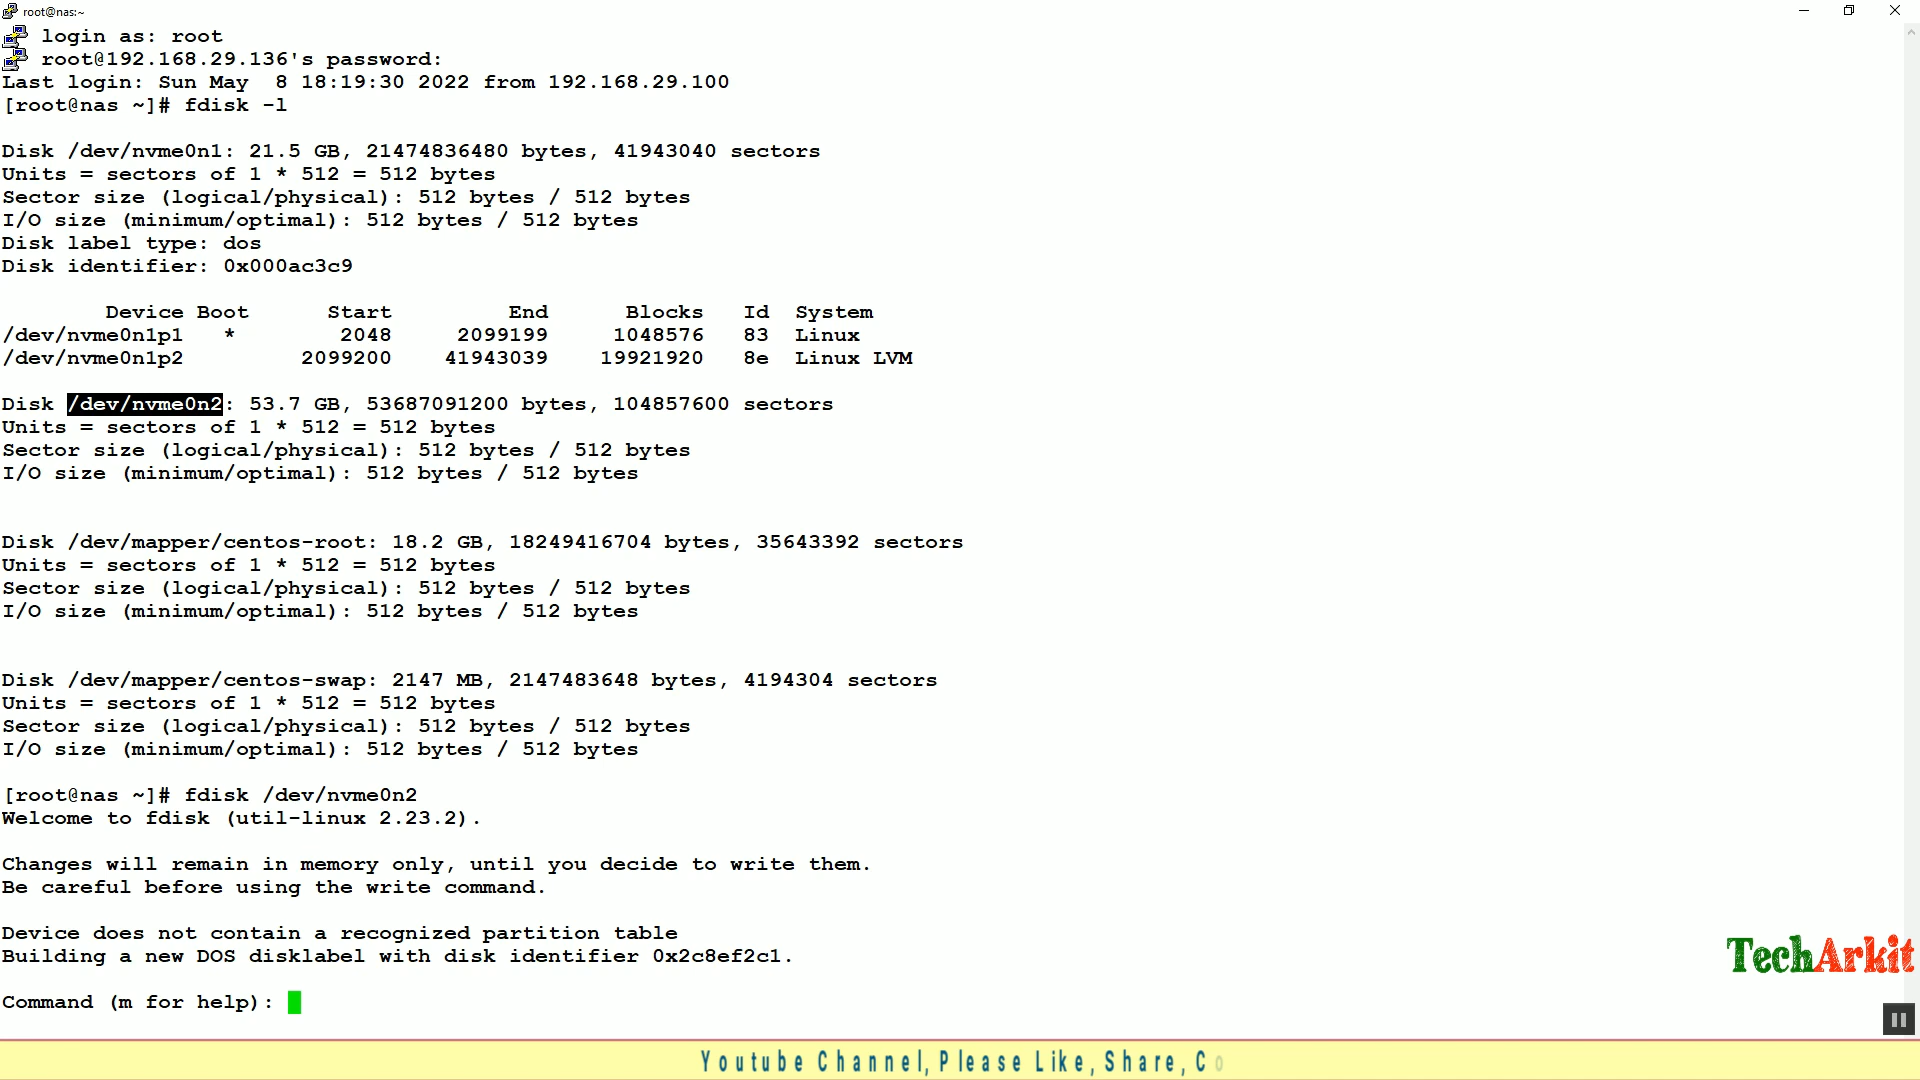 root@nas:~
login as: root
root@192.168.29.136's password:
Last login: Sun May  8 18:19:30 2022 from 192.168.29.100
[root@nas ~]# fdisk -l
Disk /dev/nvme0n1: 21.5 GB, 21474836480 bytes, 41943040 sectors
Units = sectors of 1 * 512 = 512 bytes
Sector size (logical/physical): 512 bytes / 512 bytes
I/O size (minimum/optimal): 512 bytes / 512 bytes
Disk label type: dos
Disk identifier: 0x000ac3c9
Device Boot      Start         End      Blocks   Id  System
/dev/nvme0n1p1   *        2048     2099199     1048576   83  Linux
/dev/nvme0n1p2         2099200    41943039    19921920   8e  Linux LVM
Disk /dev/nvme0n2: 53.7 GB, 53687091200 bytes, 104857600 sectors
Units = sectors of 1 * 512 = 512 bytes
Sector size (logical/physical): 512 bytes / 512 bytes
I/O size (minimum/optimal): 512 bytes / 512 bytes
Disk /dev/mapper/centos-root: 18.2 GB, 18249416704 bytes, 35643392 sectors
Units = sectors of 1 * 512 = 512 bytes
Sector size (logical/physical): 512 bytes / 512 bytes
I/O size (minimum/optimal): 512 bytes / 512 bytes
Disk /dev/mapper/centos-swap: 2147 MB, 2147483648 bytes, 4194304 sectors
Units = sectors of 1 * 512 = 512 bytes
Sector size (logical/physical): 512 bytes / 512 bytes
I/O size (minimum/optimal): 512 bytes / 512 bytes
[root@nas ~]# fdisk /dev/nvme0n2
Welcome to fdisk (util-linux 2.23.2).
Changes will remain in memory only, until you decide to write them.
Be careful before using the write command.
Device does not contain a recognized partition table
Building a new DOS disklabel with disk identifier 0x2c8ef2c1.
TechArkit
Command (m for help):
Youtube Channel, Please Like, Share, Co